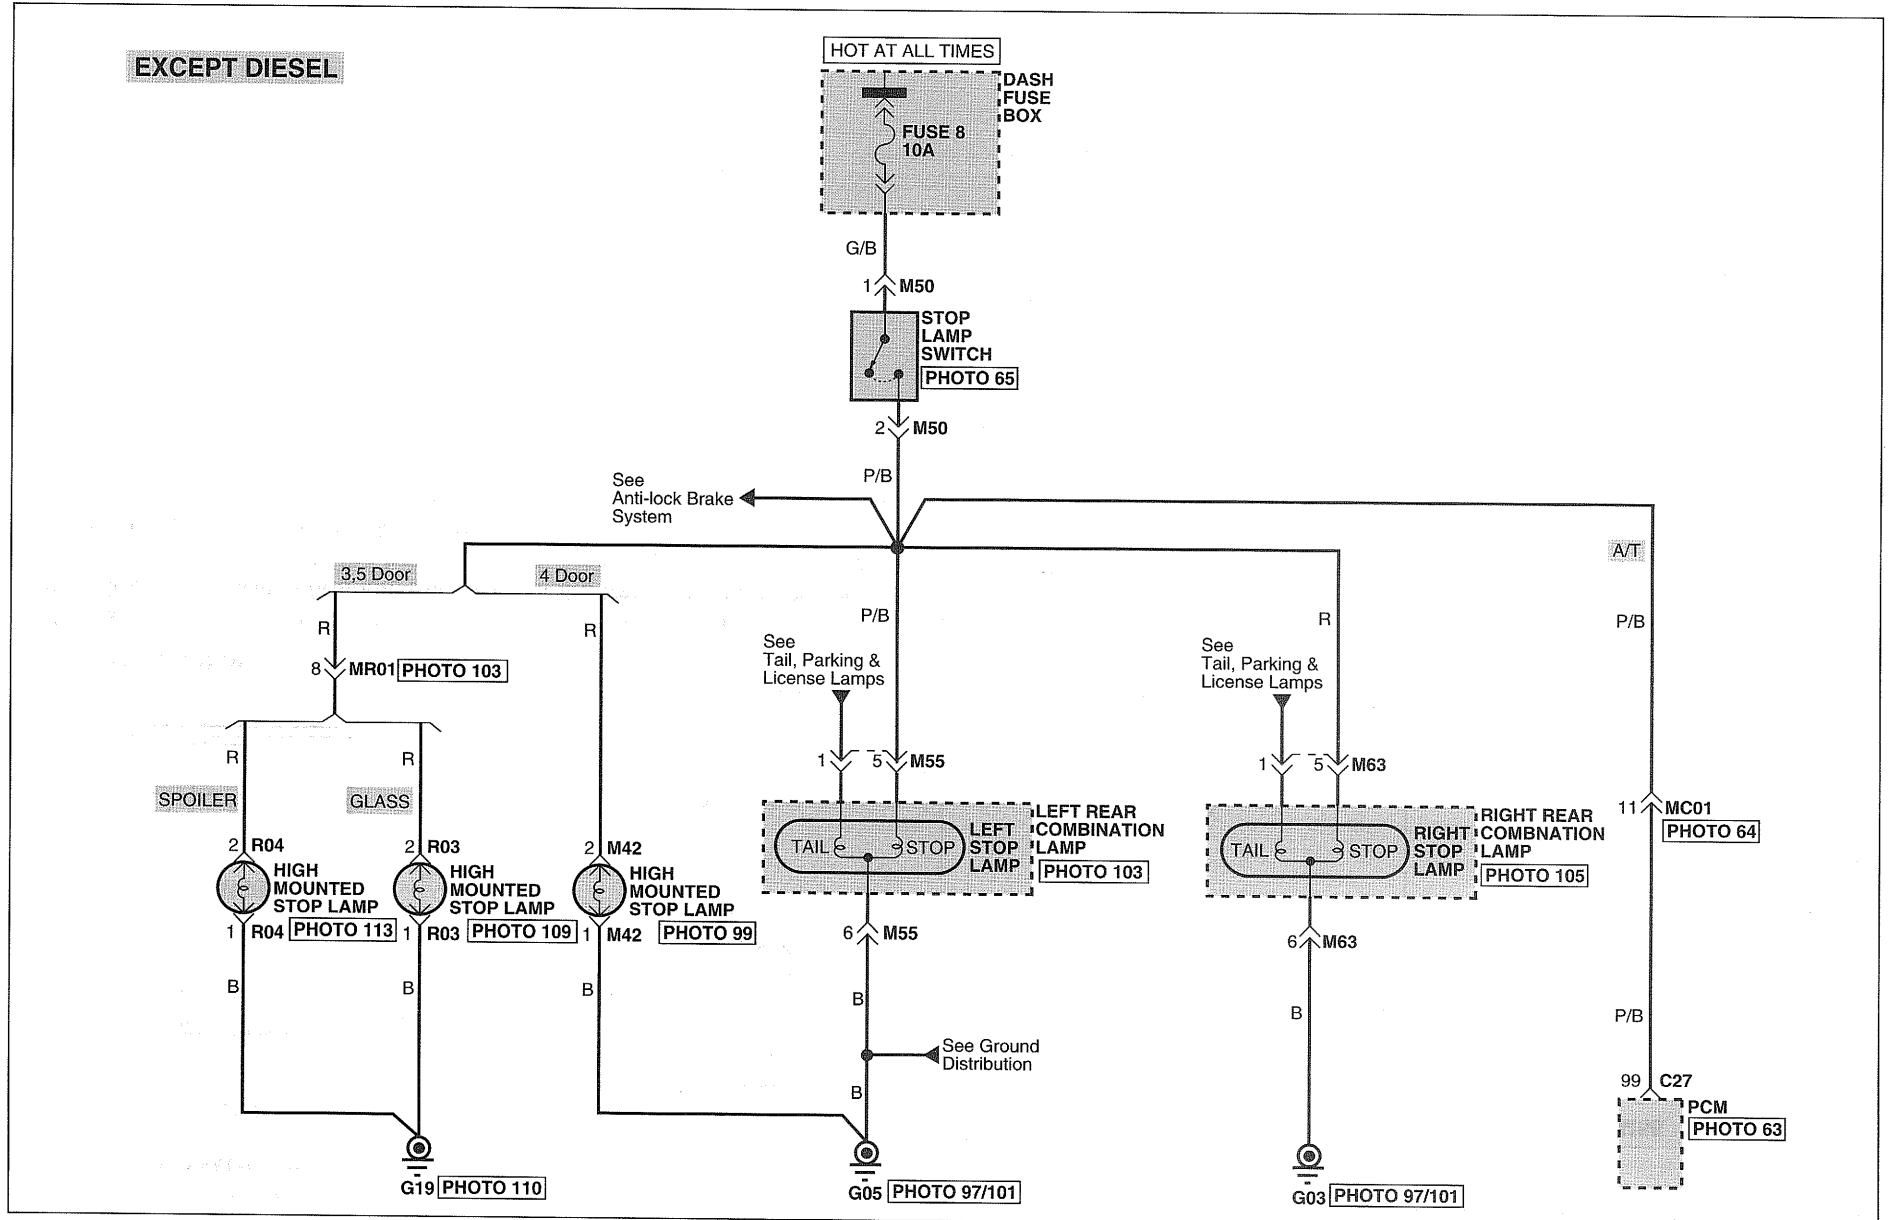 HOT AT ALL TIMES
EXCEPT DIESEL
DASH
FUSE
BOX
FUSE 8
10A
G/B
1 M50
STOP
LAMP
SWITCH
PHOTO 65
2 M50
P/B
See
Anti-lock Brake
System
3,5 Door
4 Door
A/T
R
R
P/B
R
P/B
8 MR01 PHOTO 103
See
Tail, Parking &
License Lamps
See
Tail, Parking &
License Lamps
R
R
1
5 M55
1
5 M63
SPOILER
GLASS
11 MC01
PHOTO 64
2 R04
HIGH
MOUNTED
STOP LAMP
1 R04 PHOTO 113
2 R03
HIGH
MOUNTED
STOP LAMP
1 R03 PHOTO 109
2 M42
HIGH
MOUNTED
STOP LAMP
1 M42 PHOTO 99
TAIL
STOP
LEFT
STOP
LAMP
LEFT REAR
COMBINATION
LAMP
PHOTO 103
TAIL
STOP
RIGHT
STOP
LAMP
RIGHT REAR
COMBNATION
LAMP
PHOTO 105
6 M55
6 M63
B
B
B
B
B
P/B
See Ground
Distribution
B
99 C27
PCM
PHOTO 63
G19 PHOTO 110
G05 PHOTO 97/101
G03 PHOTO 97/101